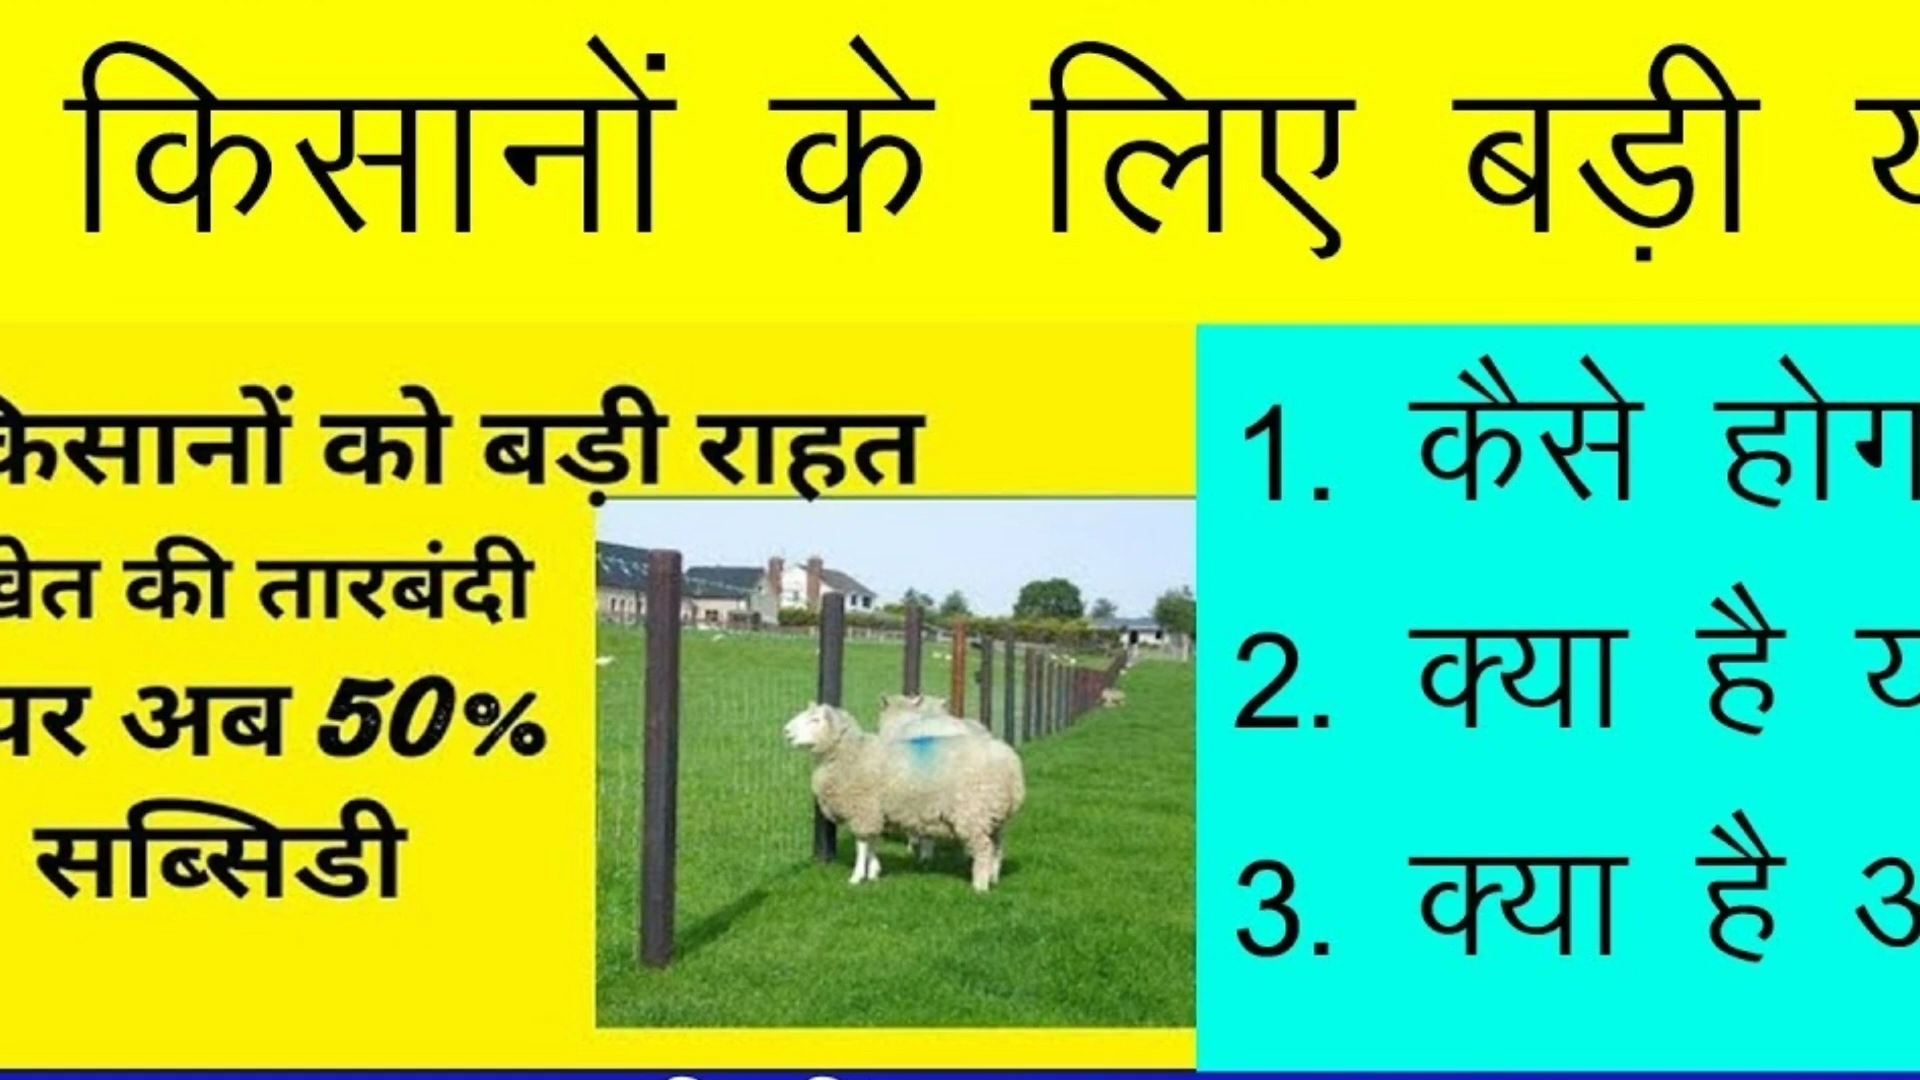 किसानों के लिए बड़ी
किसानों को बड़ी राहत
खेत की तारबंदी
पर अब 50%
सब्सिडी
1. कैसे
2. क्या है
3. क्या है